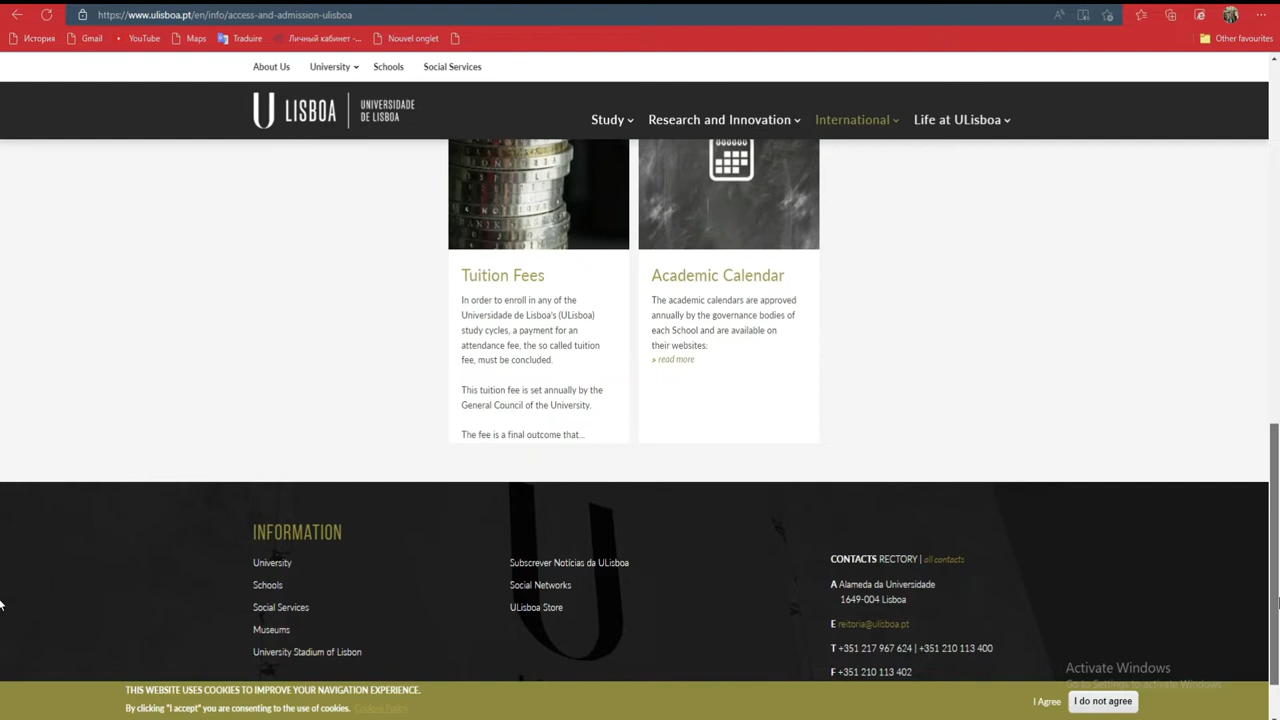 https://www.ulisboa.pt/en/info/access-and-admission-ulisboa
История Gmail YouTube Maps Traduire Личный кабинет -... Nouvel onglet Other favourites
About Us University Schools Social Services
U LISBOA | UNIVERSIDADE DE LISBOA
Study Research and Innovation International Life at ULisboa
Tuition Fees
In order to enroll in any of the
Universidade de Lisboa's (ULisboa)
study cycles, a payment for an
attendance fee, the so called tuition
fee, must be concluded.
This tuition fee is set annually by the
General Council of the University.
The fee is a final outcome that...
Academic Calendar
The academic calendars are approved
annually by the governance bodies of
each School and are available on
their websites:
» read more
INFORMATION
University
Schools
Social Services
Museums
University Stadium of Lisbon
Subscrever Notícias da ULisboa
Social Networks
ULisboa Store
CONTACTS RECTORY | all contacts
A Alameda da Universidade
1649-004 Lisboa
E reitoria@ulisboa.pt
T +351 217 967 624 | +351 210 113 400
F +351 210 113 402
Activate Windows
Go to Settings to activate Windows.
THIS WEBSITE USES COOKIES TO IMPROVE YOUR NAVIGATION EXPERIENCE.
By clicking "I accept" you are consenting to the use of cookies. Cookies Policy
I Agree I do not agree